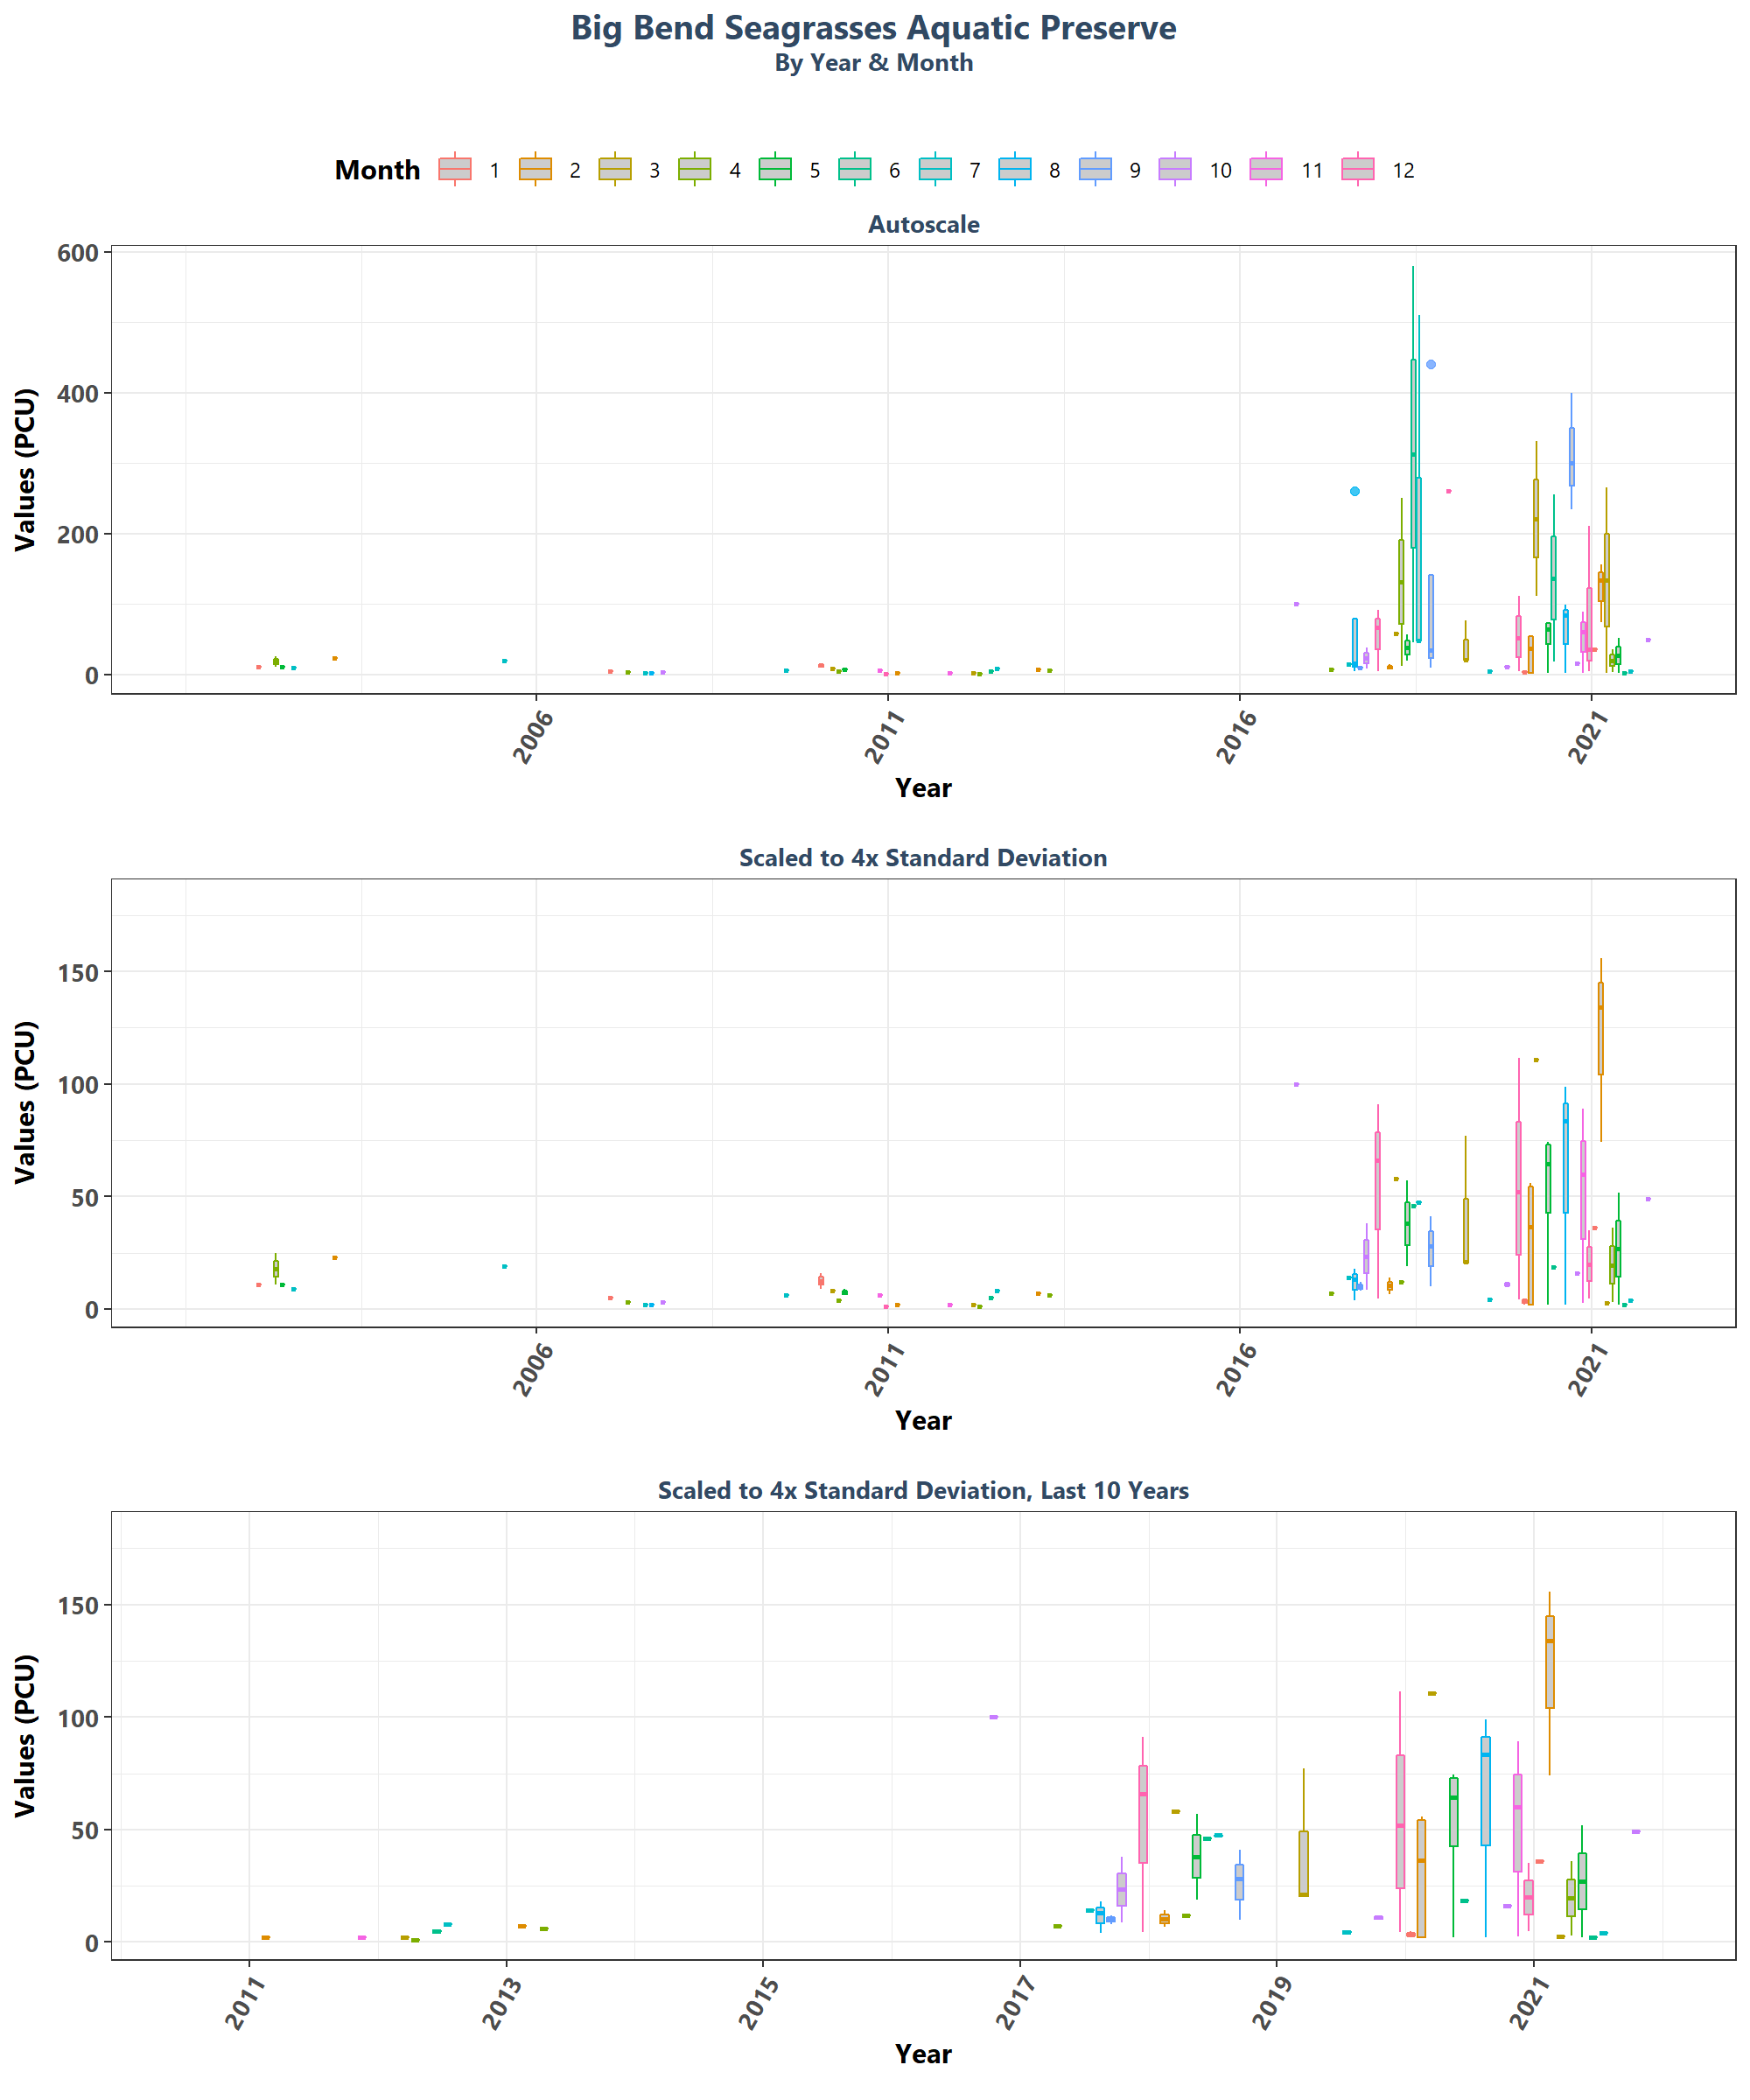 Big Bend Seagrasses Aquatic Preserve
By Year & Month
Month 1 2 3 4 5 6 7 8 9 10 11 12
Autoscale
600
400
200
0
Values (PCU)
2006 2011 2016 2021
Year
Scaled to 4x Standard Deviation
150
100
50
0
Values (PCU)
2006 2011 2016 2021
Year
Scaled to 4x Standard Deviation, Last 10 Years
150
100
50
0
Values (PCU)
2011 2013 2015 2017 2019 2021
Year